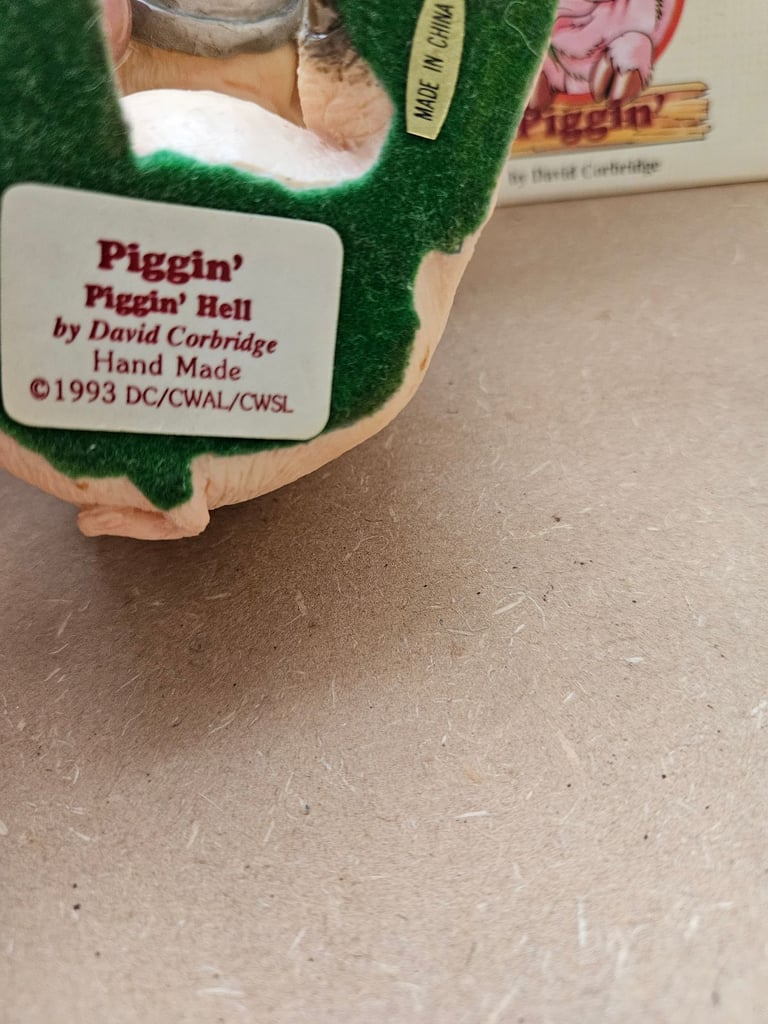 MADE IN CHINA
Piggin'
by David Corbridge
Piggin'
Piggin' Hell
by David Corbridge
Hand Made
©1993 DC/CWAL/CWSL